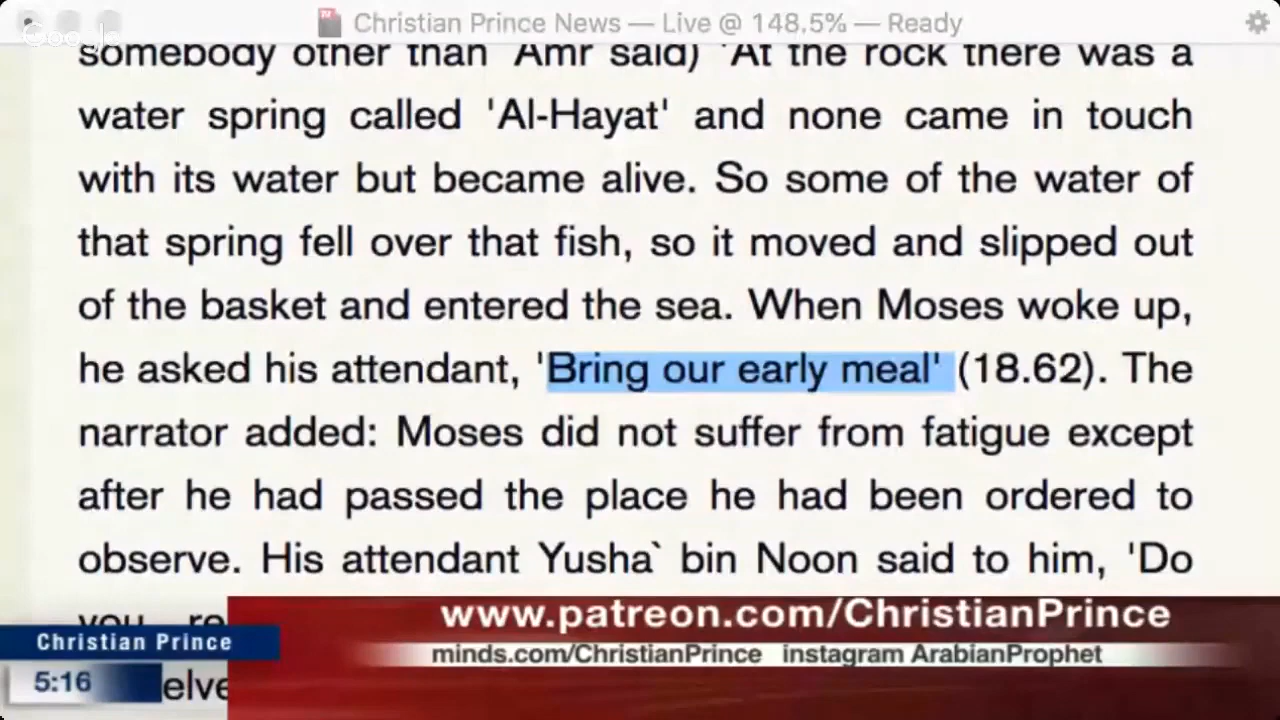 Christian Prince News — Live @ 148.5% — Ready
Google
somebody other than 'Amr said) 'At the rock there was a
water spring called 'Al-Hayat' and none came in touch
with its water but became alive. So some of the water of
that spring fell over that fish, so it moved and slipped out
of the basket and entered the sea. When Moses woke up,
he asked his attendant, 'Bring our early meal' (18.62). The
narrator added: Moses did not suffer from fatigue except
after he had passed the place he had been ordered to
observe. His attendant Yusha` bin Noon said to him, 'Do
www.patreon.com/ChristianPrince
Christian Prince
minds.com/ChristianPrince instagram ArabianProphet
5:16